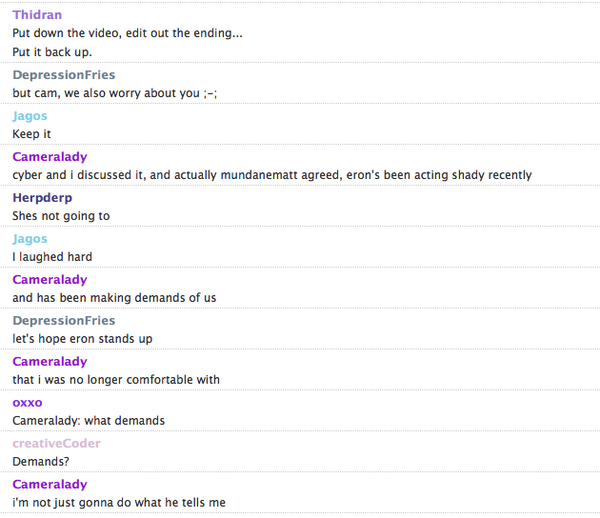 Thidran
Put down the video, edit out the ending...
Put it back up.
DepressionFries
but cam, we also worry about you ;-;
Jagos
Keep it
Cameralady
cyber and i discussed it, and actually mundanematt agreed, eron's been acting shady recently
Herpderp
Shes not going to
Jagos
I laughed hard
Cameralady
and has been making demands of us
DepressionFries
let's hope eron stands up
Cameralady
that i was no longer comfortable with
oxxo
Cameralady: what demands
creativeCoder
Demands?
Cameralady
i'm not just gonna do what he tells me